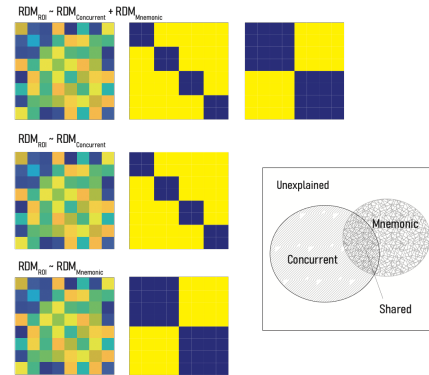 RDM_ROI ~ RDM_Concurrent + RDM_Mnemonic
RDM_ROI ~ RDM_Concurrent
Unexplained
Mnemonic
Concurrent
Shared
RDM_ROI ~ RDM_Mnemonic